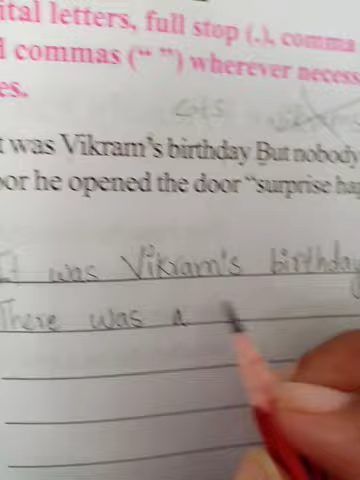 ital letters, full stop (.), comma
commas (“ ”) wherever necess
es.
was Vikram's birthday But nobody
oor he opened the door “surprise ha
It was Vikram's birthday
There was a